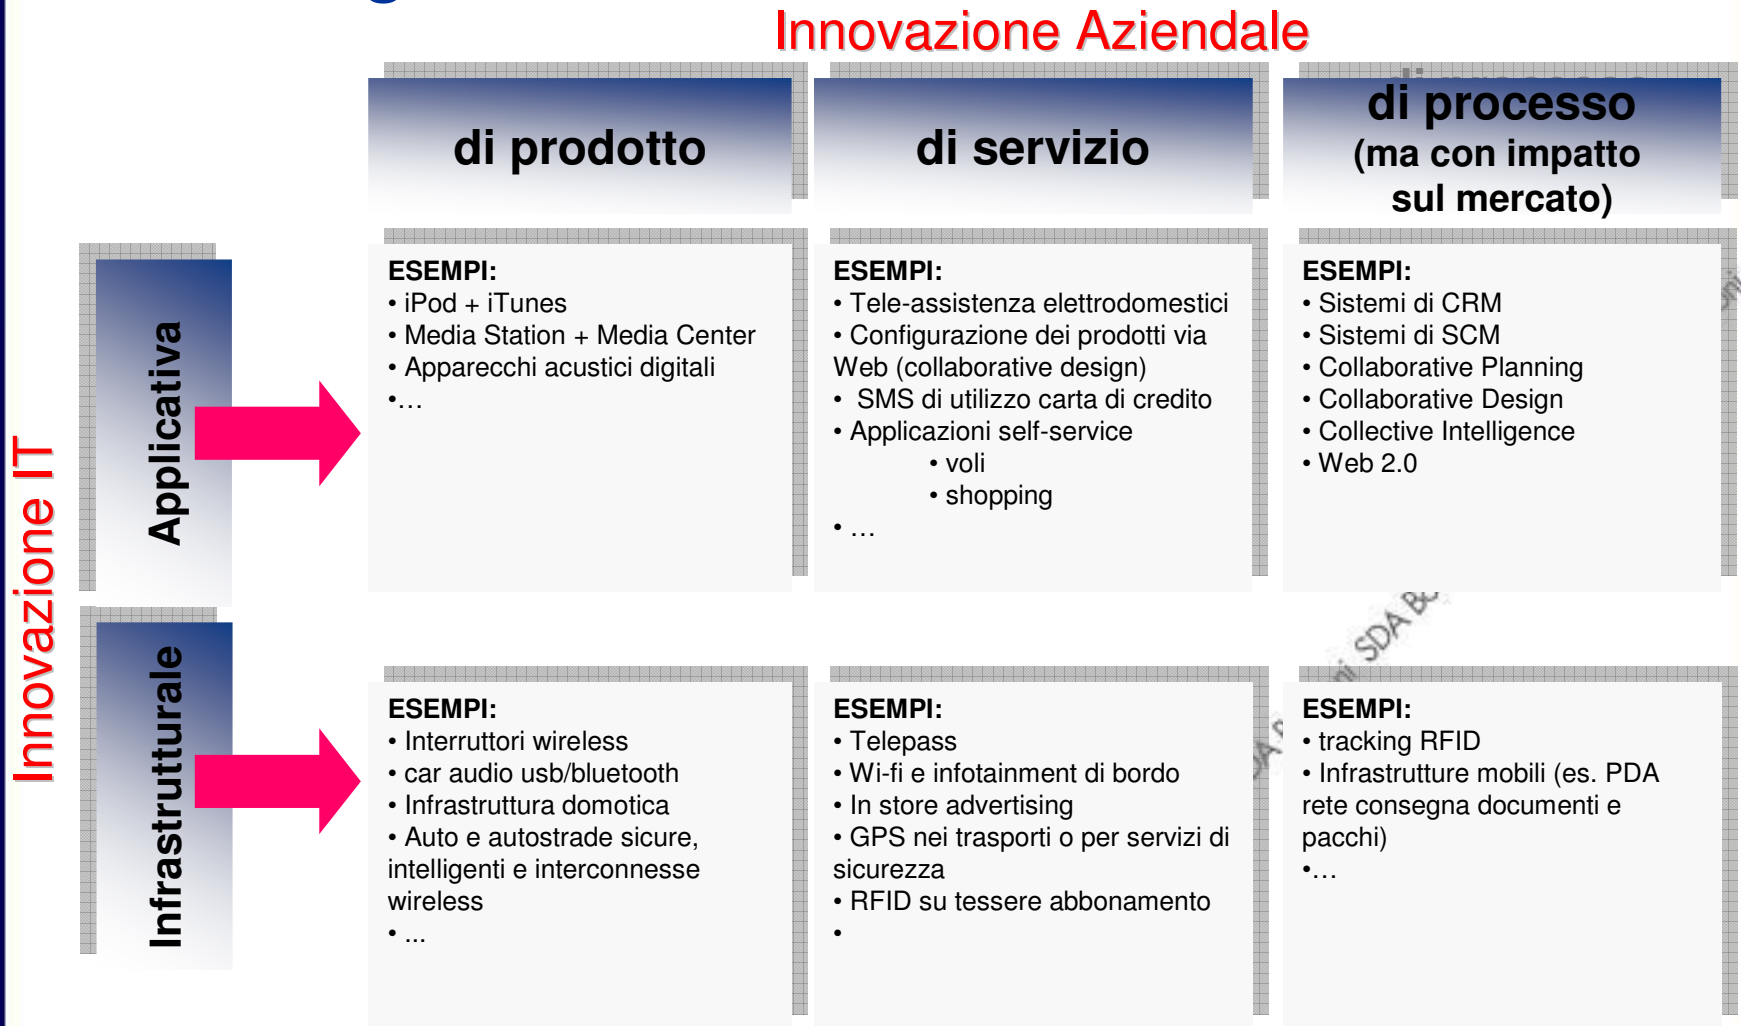 Innovazione Aziendale
di prodotto
di servizio
di processo
(ma con impatto
sul mercato)
Innovazione IT
Applicativa
ESEMPI:
• iPod + iTunes
• Media Station + Media Center
• Apparecchi acustici digitali
•…
ESEMPI:
• Tele-assistenza elettrodomestici
• Configurazione dei prodotti via
Web (collaborative design)
• SMS di utilizzo carta di credito
• Applicazioni self-service
• voli
• shopping
• …
ESEMPI:
• Sistemi di CRM
• Sistemi di SCM
• Collaborative Planning
• Collaborative Design
• Collective Intelligence
• Web 2.0
Infrastrutturale
ESEMPI:
• Interruttori wireless
• car audio usb/bluetooth
• Infrastruttura domotica
• Auto e autostrade sicure,
intelligenti e interconnesse
wireless
• ...
ESEMPI:
• Telepass
• Wi-fi e infotainment di bordo
• In store advertising
• GPS nei trasporti o per servizi di
sicurezza
• RFID su tessere abbonamento
•
ESEMPI:
• tracking RFID
• Infrastrutture mobili (es. PDA
rete consegna documenti e
pacchi)
•…
SDA